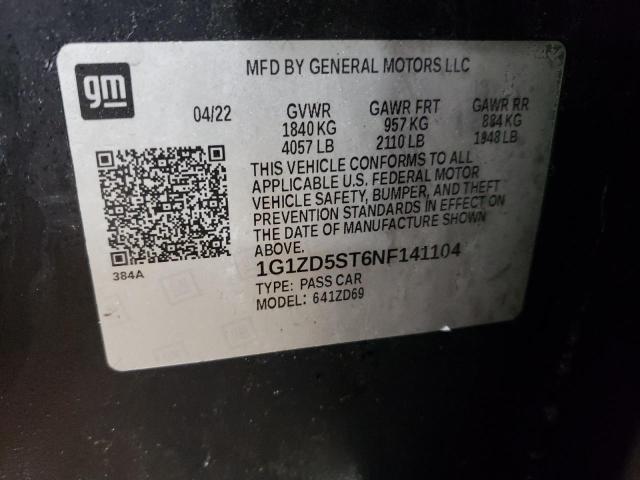 gm
MFD BY GENERAL MOTORS LLC
04/22
GVWR GAWR FRT GAWR RR
1840 KG 957 KG 884 KG
4057 LB 2110 LB 1948 LB
THIS VEHICLE CONFORMS TO ALL
APPLICABLE U.S. FEDERAL MOTOR
VEHICLE SAFETY, BUMPER, AND THEFT
PREVENTION STANDARDS IN EFFECT ON
THE DATE OF MANUFACTURE SHOWN
ABOVE.
384A
1G1ZD5ST6NF141104
TYPE: PASS CAR
MODEL: 641ZD69